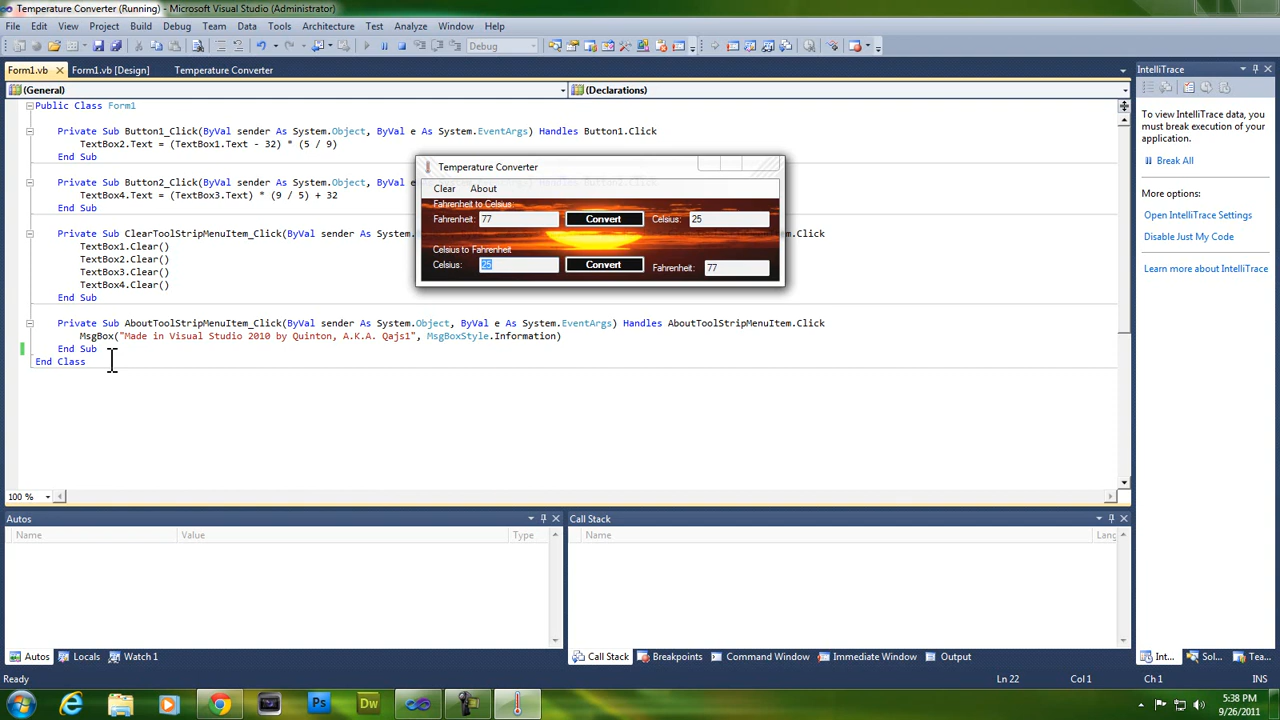 Temperature Converter (Running) - Microsoft Visual Studio (Administrator)
File Edit View Project Build Debug Team Data Tools Architecture Test Analyze Window Help
Debug
Form1.vb Form1.vb [Design] Temperature Converter
(General) (Declarations)
Public Class Form1
Private Sub Button1_Click(ByVal sender As System.Object, ByVal e As System.EventArgs) Handles Button1.Click
TextBox2.Text = (TextBox1.Text - 32) * (5 / 9)
End Sub
Private Sub Button2_Click(ByVal sender As System.Object, ByVal e
TextBox4.Text = (TextBox3.Text) * (9 / 5) + 32
End Sub
Private Sub ClearToolStripMenuItem_Click(ByVal sender As System. Item.Click
TextBox1.Clear()
TextBox2.Clear()
TextBox3.Clear()
TextBox4.Clear()
End Sub
Private Sub AboutToolStripMenuItem_Click(ByVal sender As System.Object, ByVal e As System.EventArgs) Handles AboutToolStripMenuItem.Click
MsgBox("Made in Visual Studio 2010 by Quinton, A.K.A. Qajs1", MsgBoxStyle.Information)
End Sub
End Class
Temperature Converter
Clear About
Fahrenheit to Celsius:
Fahrenheit: 77 Convert Celsius: 25
Celsius to Fahrenheit
Celsius: 25 Convert Fahrenheit: 77
IntelliTrace
To view IntelliTrace data, you must break execution of your application.
Break All
More options:
Open IntelliTrace Settings
Disable Just My Code
Learn more about IntelliTrace
100 %
Autos
Name Value Type
Call Stack
Name Lang
Autos Locals Watch 1
Call Stack Breakpoints Command Window Immediate Window Output
Int... Sol... Tea...
Ready Ln 22 Col 1 Ch 1 INS
Ps Dw
5:38 PM
9/26/2011